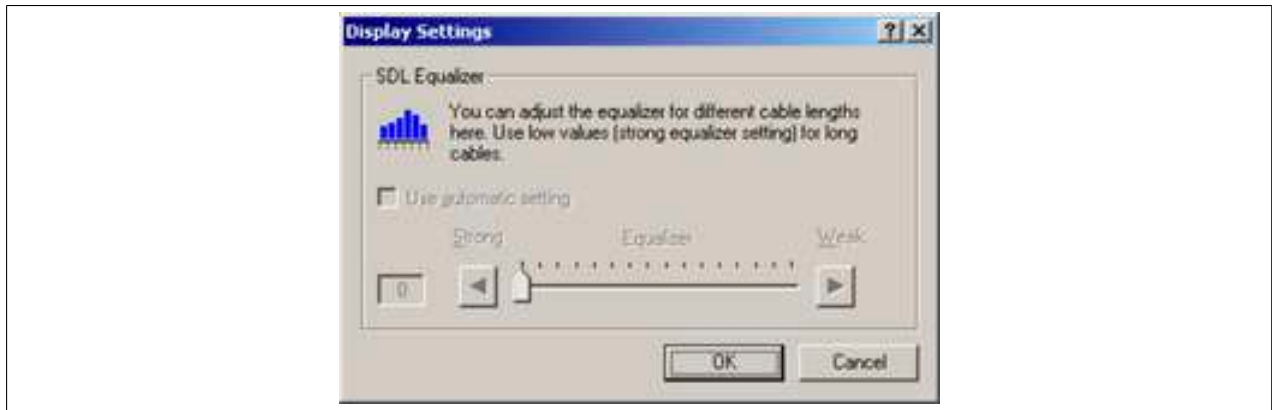 Display Settings
SDL Equalizer
You can adjust the equalizer for different cable lengths
here. Use low values (strong equalizer setting) for long
cables.
Use automatic setting
Strong Equalizer Weak
0
OK Cancel